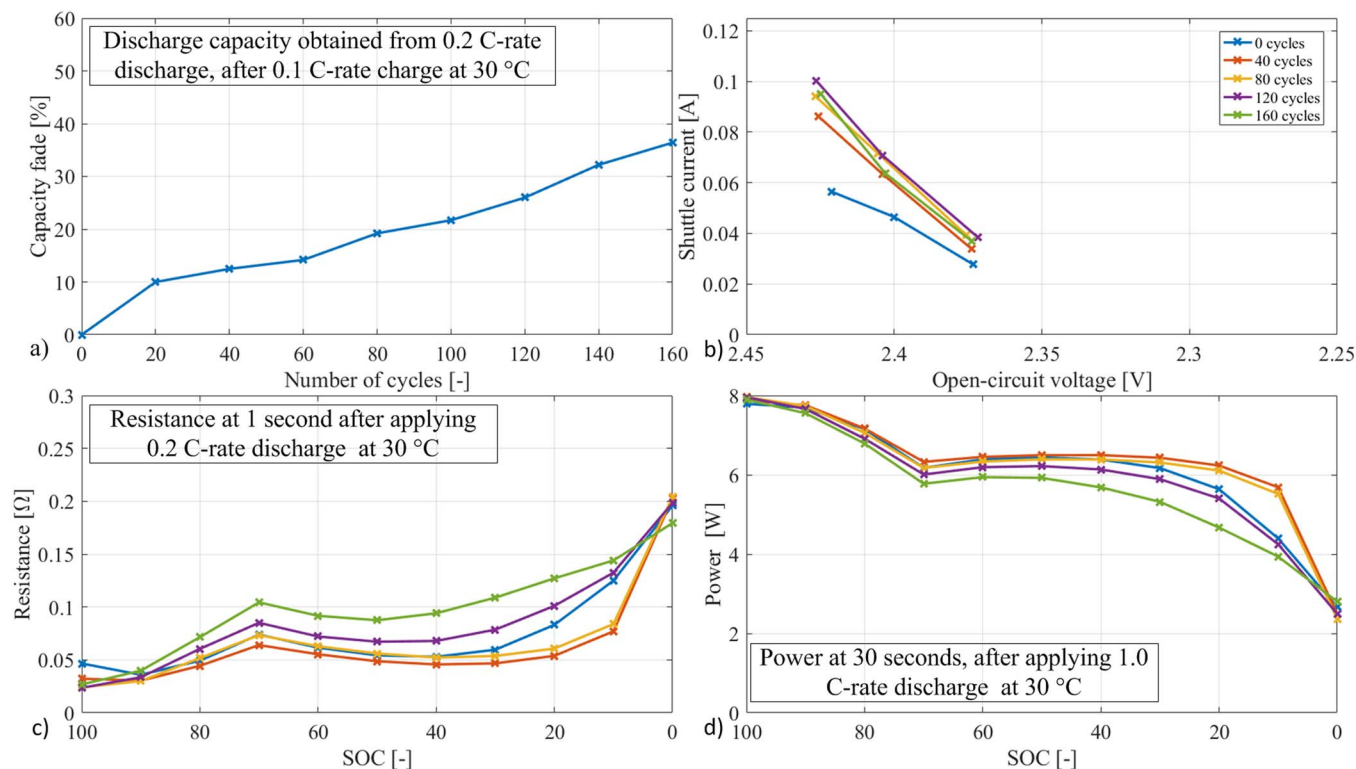 60
50
40
30
20
10
0
Capacity fade [%]
Discharge capacity obtained from 0.2 C-rate
discharge, after 0.1 C-rate charge at 30 °C
0 20 40 60 80 100 120 140 160
a)
Number of cycles [-]
0.12
0.1
0.08
0.06
0.04
0.02
0
Shuttle current [A]
0 cycles
40 cycles
80 cycles
120 cycles
160 cycles
2.45 2.4 2.35 2.3 2.25
b)
Open-circuit voltage [V]
0.3
0.25
0.2
0.15
0.1
0.05
0
Resistance [Ω]
Resistance at 1 second after applying
0.2 C-rate discharge at 30 °C
100 80 60 40 20 0
c)
SOC [-]
8
6
4
2
0
Power [W]
Power at 30 seconds, after applying 1.0
C-rate discharge at 30 °C
100 80 60 40 20 0
d)
SOC [-]